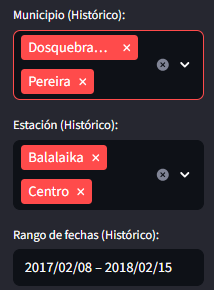 Municipio (Histórico):
Dosquebra... ×
Pereira ×
Estación (Histórico):
Balalaika ×
Centro ×
Rango de fechas (Histórico):
2017/02/08 – 2018/02/15